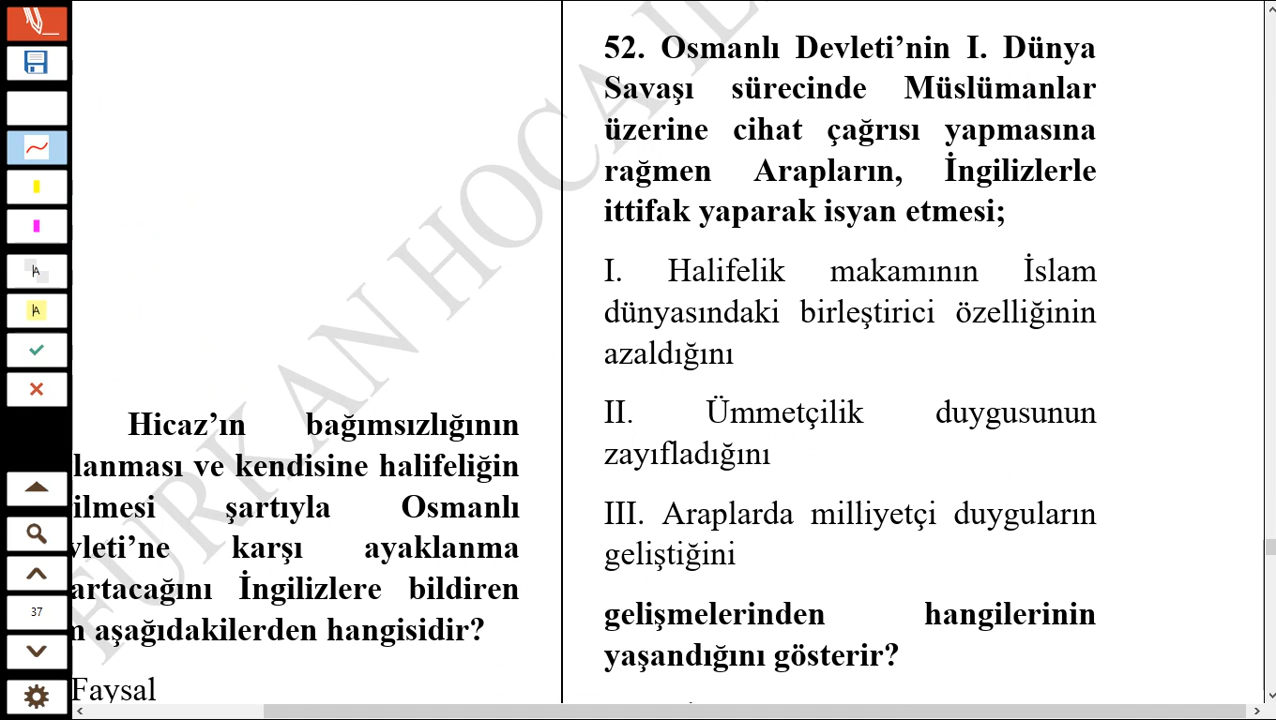 Hicaz’ın bağımsızlığının
lanması ve kendisine halifeliğin
ilmesi şartıyla Osmanlı
vleti’ne karşı ayaklanma
artacağını İngilizlere bildiren
aşağıdakilerden hangisidir?
Faysal
52. Osmanlı Devleti’nin I. Dünya
Savaşı sürecinde Müslümanlar
üzerine cihat çağrısı yapmasına
rağmen Arapların, İngilizlerle
ittifak yaparak isyan etmesi;
I. Halifelik makamının İslam
dünyasındaki birleştirici özelliğinin
azaldığını
II. Ümmetçilik duygusunun
zayıfladığını
III. Araplarda milliyetçi duyguların
geliştiğini
gelişmelerinden hangilerinin
yaşandığını gösterir?
FURKAN HOCA
37
A
A